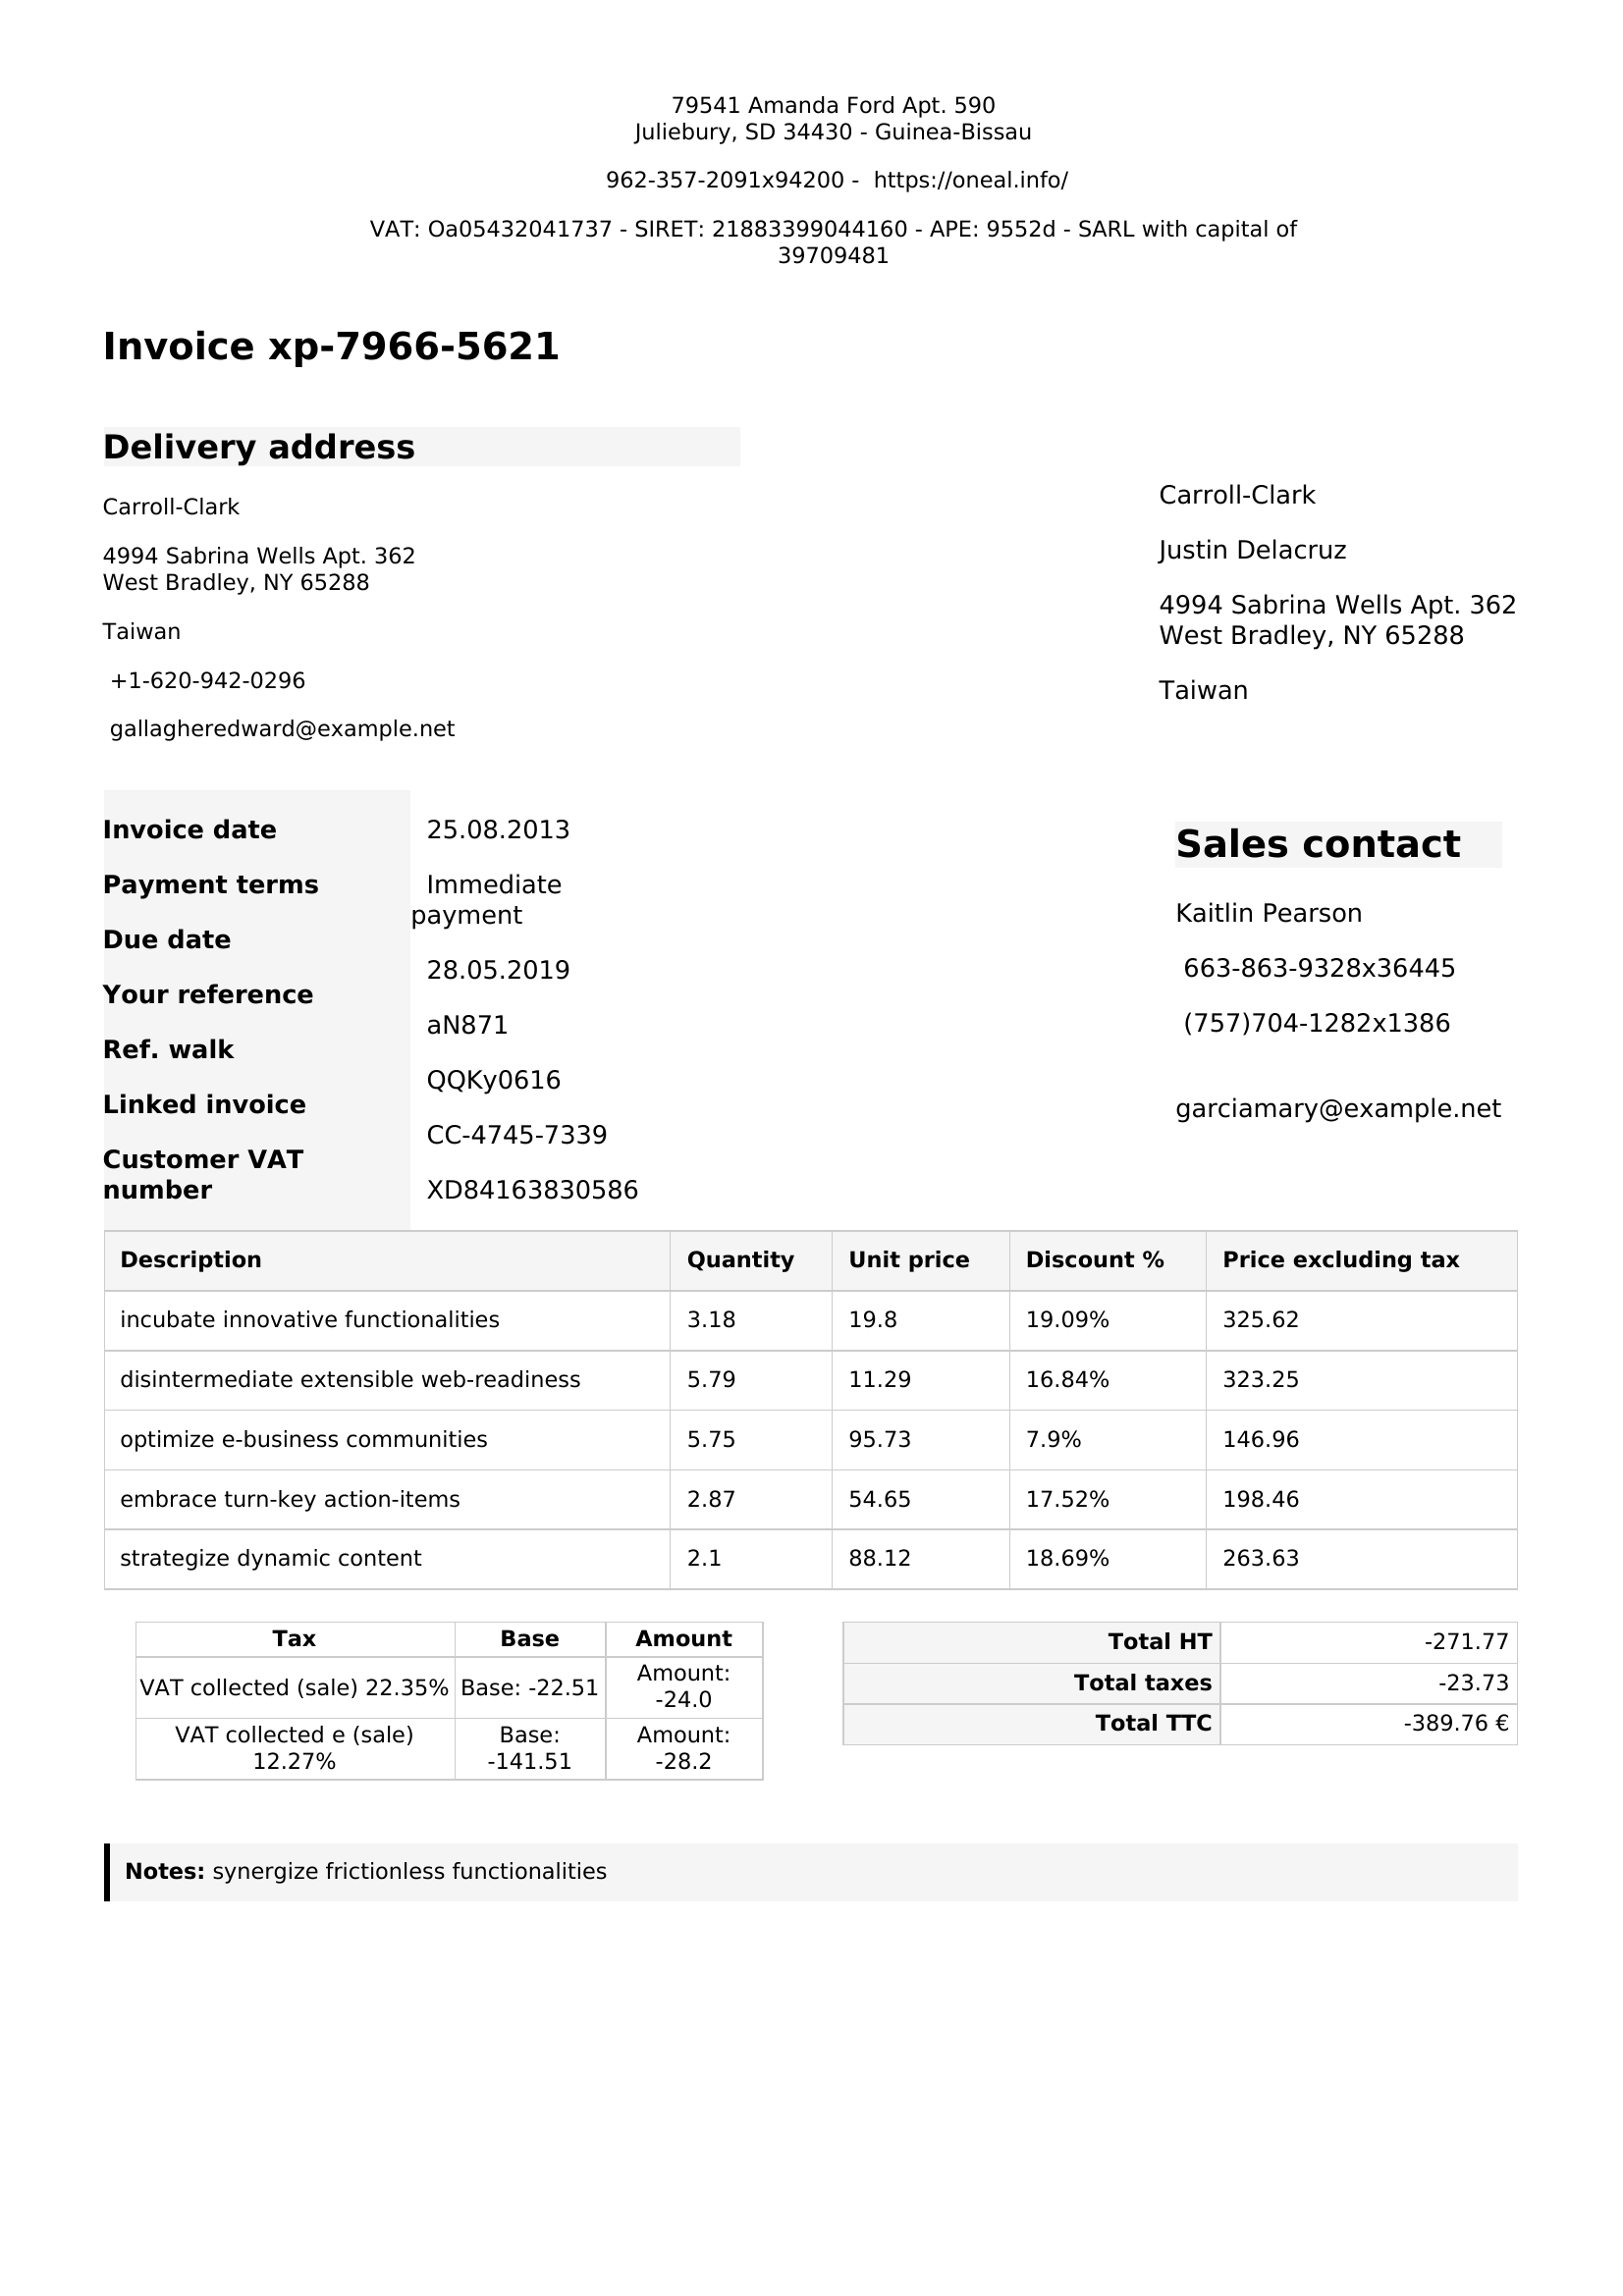 79541 Amanda Ford Apt. 590
Juliebury, SD 34430 - Guinea-Bissau
962-357-2091x94200 - https://oneal.info/
VAT: Oa05432041737 - SIRET: 21883399044160 - APE: 9552d - SARL with capital of
39709481
Invoice xp-7966-5621
Delivery address
Carroll-Clark
4994 Sabrina Wells Apt. 362
West Bradley, NY 65288
Taiwan
+1-620-942-0296
gallagheredward@example.net
Carroll-Clark
Justin Delacruz
4994 Sabrina Wells Apt. 362
West Bradley, NY 65288
Taiwan
Invoice date
Payment terms
Due date
Your reference
Ref. walk
Linked invoice
Customer VAT
number
25.08.2013
Immediate
payment
28.05.2019
aN871
QQKy0616
CC-4745-7339
XD84163830586
Sales contact
Kaitlin Pearson
663-863-9328x36445
(757)704-1282x1386
garciamary@example.net
Description Quantity Unit price Discount % Price excluding tax
incubate innovative functionalities 3.18 19.8 19.09% 325.62
disintermediate extensible web-readiness 5.79 11.29 16.84% 323.25
optimize e-business communities 5.75 95.73 7.9% 146.96
embrace turn-key action-items 2.87 54.65 17.52% 198.46
strategize dynamic content 2.1 88.12 18.69% 263.63
Tax Base Amount
VAT collected (sale) 22.35% Base: -22.51 Amount:
-24.0
VAT collected e (sale) Base: Amount:
12.27% -141.51 -28.2
Total HT -271.77
Total taxes -23.73
Total TTC -389.76 €
Notes: synergize frictionless functionalities